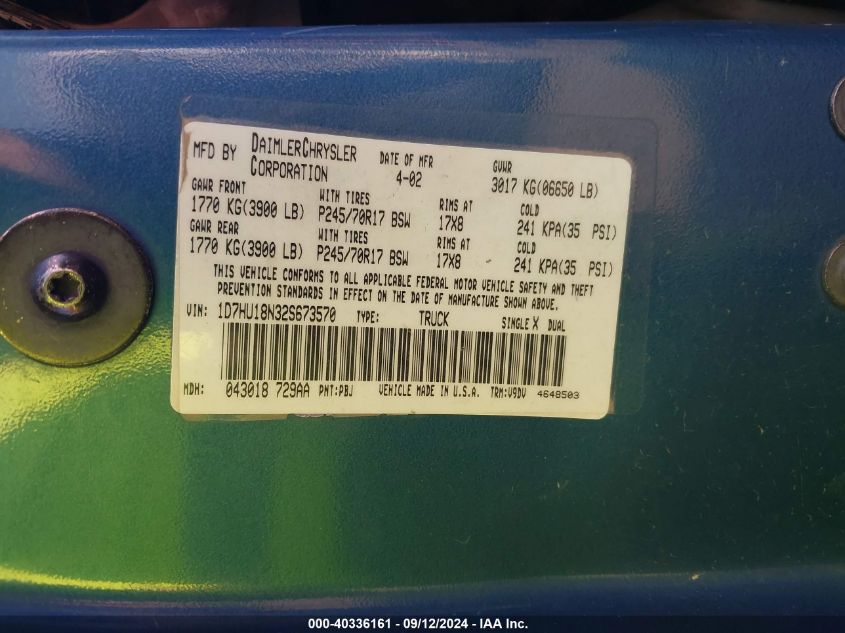 MFD BY DAIMLERCHRYSLER CORPORATION DATE OF MFR 4-02 GVWR 3017 KG(06650 LB)
GAWR FRONT WITH TIRES RIMS AT COLD
1770 KG(3900 LB) P245/70R17 BSW 17X8 241 KPA(35 PSI)
GAWR REAR WITH TIRES RIMS AT COLD
1770 KG(3900 LB) P245/70R17 BSW 17X8 241 KPA(35 PSI)
THIS VEHICLE CONFORMS TO ALL APPLICABLE FEDERAL MOTOR VEHICLE SAFETY AND THEFT
PREVENTION STANDARDS IN EFFECT ON THE DATE OF MANUFACTURE SHOWN ABOVE.
VIN: 1D7HU18N32S673570 TYPE: TRUCK SINGLE X DUAL
MDH: 043018 729AA PNT:PBJ VEHICLE MADE IN U.S.A. TRM:V9DV 4648503
000-40336161 - 09/12/2024 - IAA Inc.